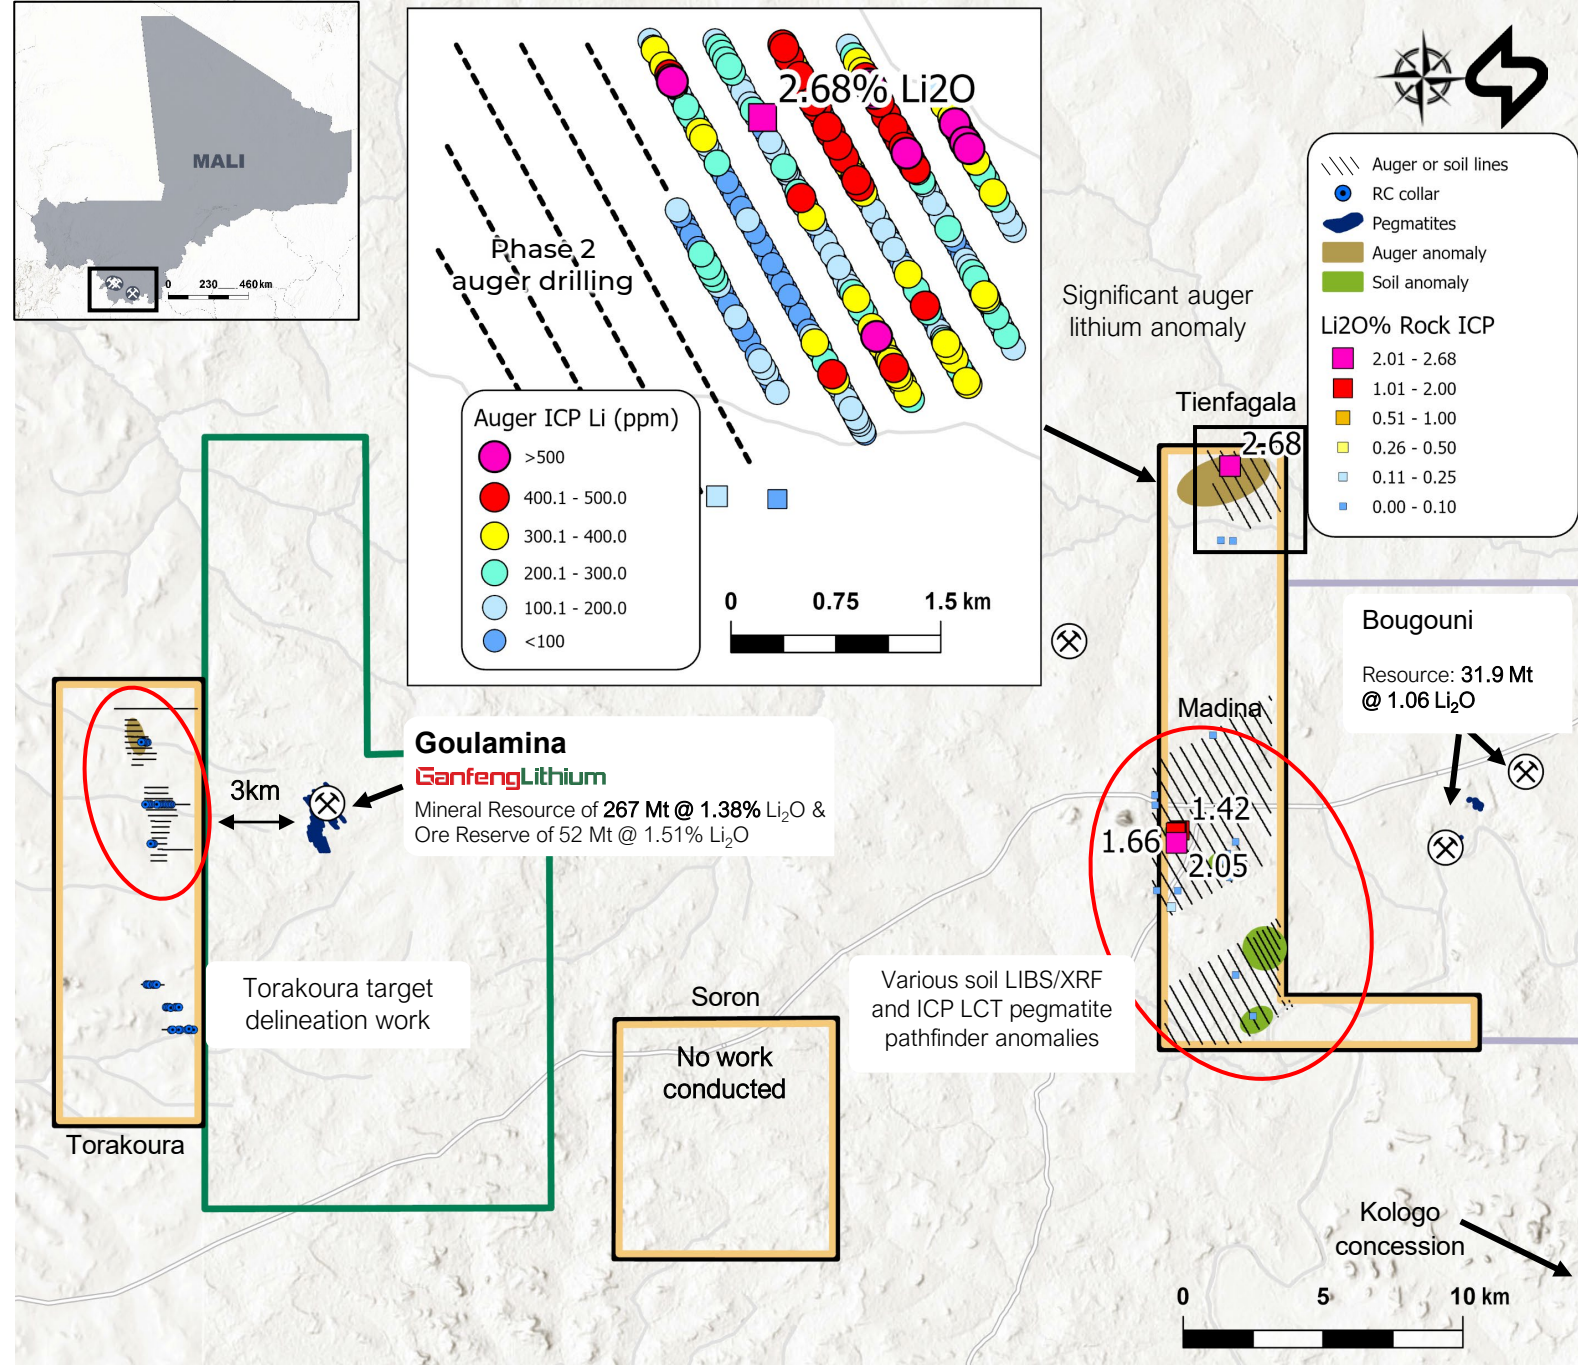 MALI
0 230 460 km
2.68% Li2O
Phase 2
auger drilling
Auger ICP Li (ppm)
>500
400.1 - 500.0
300.1 - 400.0
200.1 - 300.0
100.1 - 200.0
<100
0 0.75 1.5 km
Auger or soil lines
RC collar
Pegmatites
Auger anomaly
Soil anomaly
Li2O% Rock ICP
2.01 - 2.68
1.01 - 2.00
0.51 - 1.00
0.26 - 0.50
0.11 - 0.25
0.00 - 0.10
Significant auger
lithium anomaly
Tienfagala
2.68
Bougouni
Resource: 31.9 Mt
@ 1.06 Li₂O
Madina
1.42
1.66
2.05
Goulamina
GanfengLithium
Mineral Resource of 267 Mt @ 1.38% Li₂O &
Ore Reserve of 52 Mt @ 1.51% Li₂O
3km
Torakoura target
delineation work
Torakoura
Soron
No work
conducted
Various soil LIBS/XRF
and ICP LCT pegmatite
pathfinder anomalies
Kologo
concession
0 5 10 km